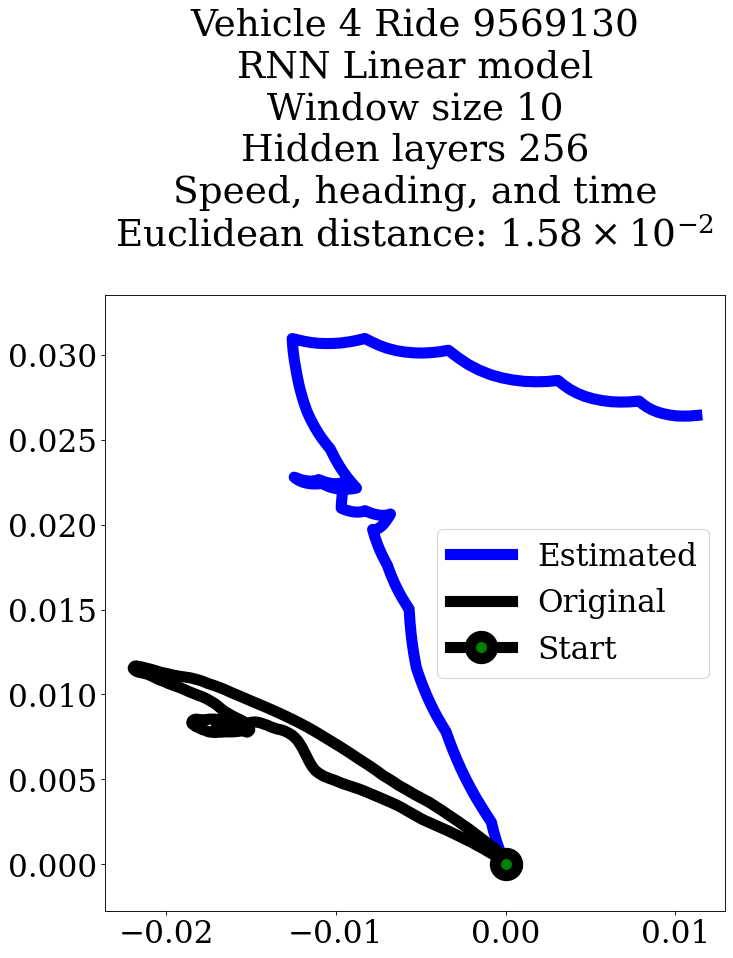 Vehicle 4 Ride 9569130
RNN Linear model
Window size 10
Hidden layers 256
Speed, heading, and time
Euclidean distance: 1.58 × 10⁻²
0.030
0.025
0.020
0.015
0.010
0.005
0.000
Estimated
Original
Start
−0.02 −0.01 0.00 0.01